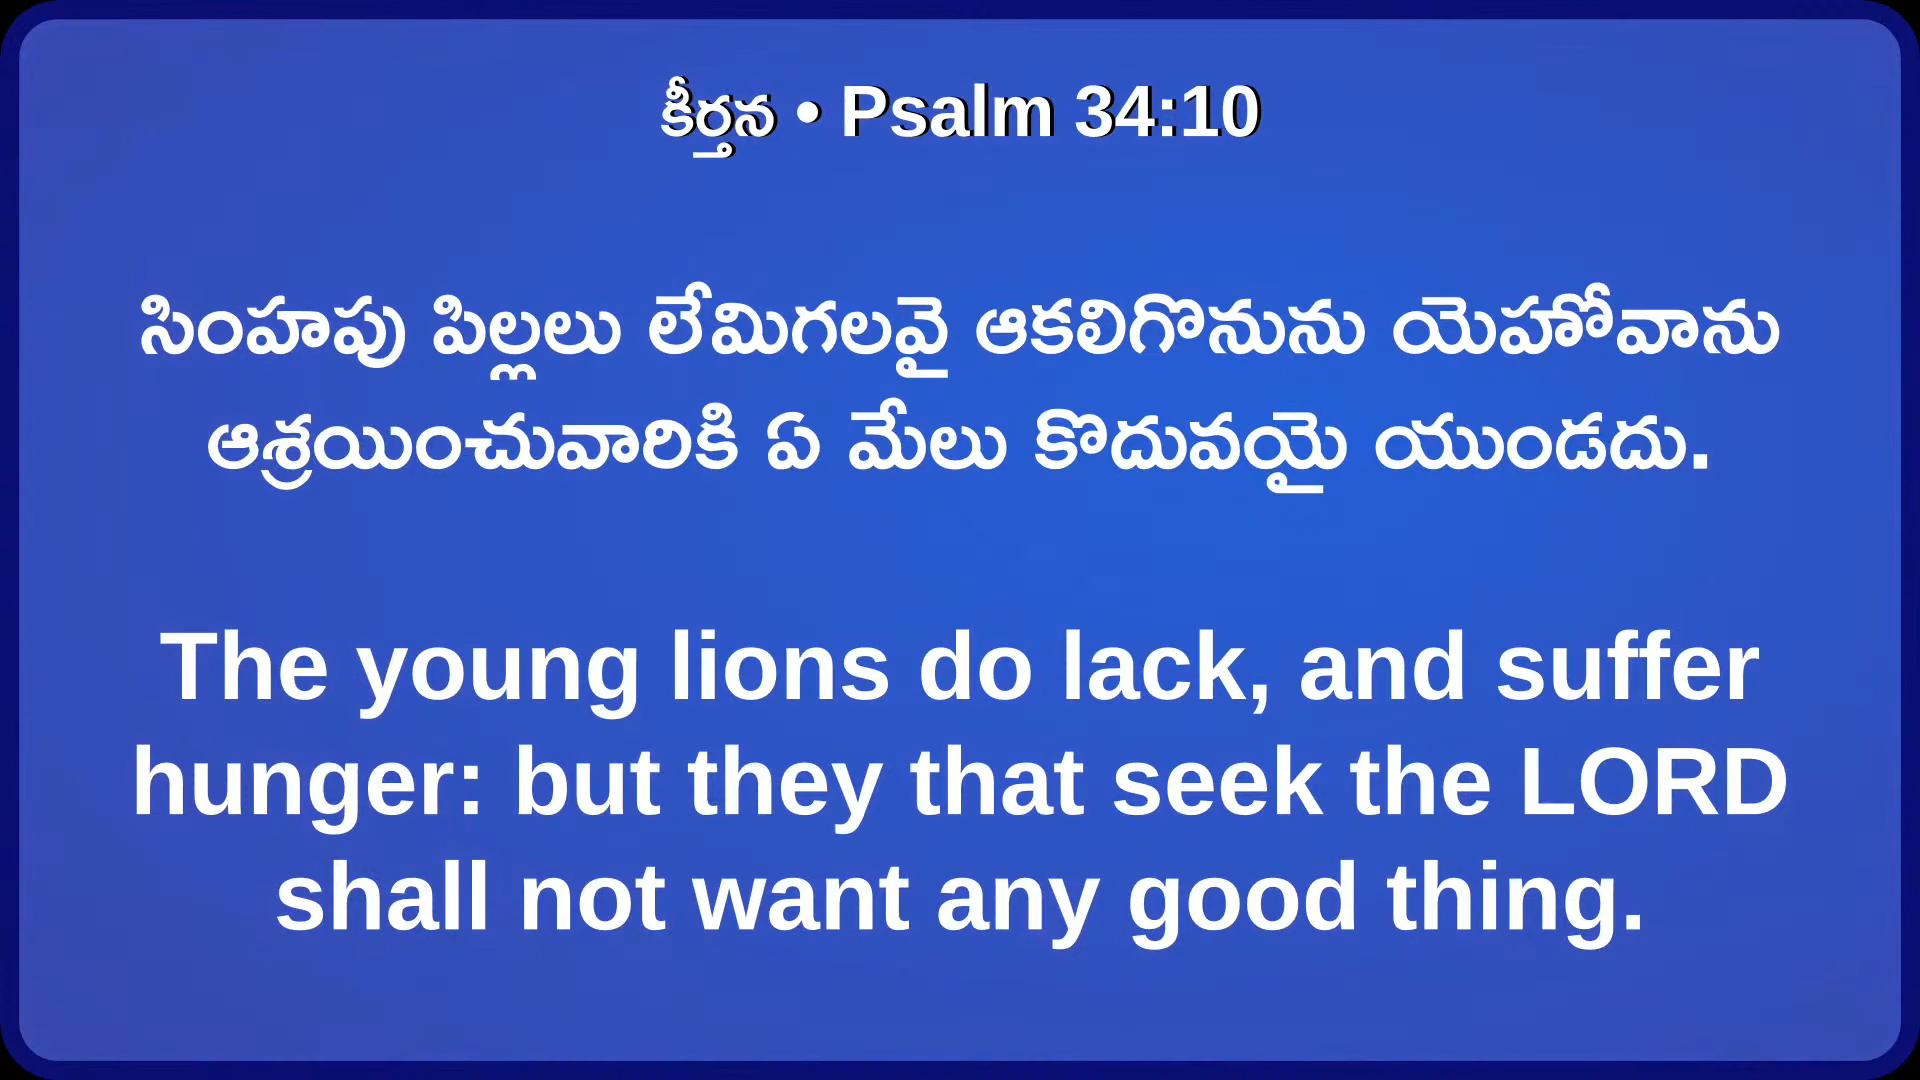 కీర్తన • Psalm 34:10
సింహపు పిల్లలు లేమిగలవై ఆకలిగొనును యెహోవాను
ఆశ్రయించువారికి ఏ మేలు కొదువయై యుండదు.
The young lions do lack, and suffer
hunger: but they that seek the LORD
shall not want any good thing.